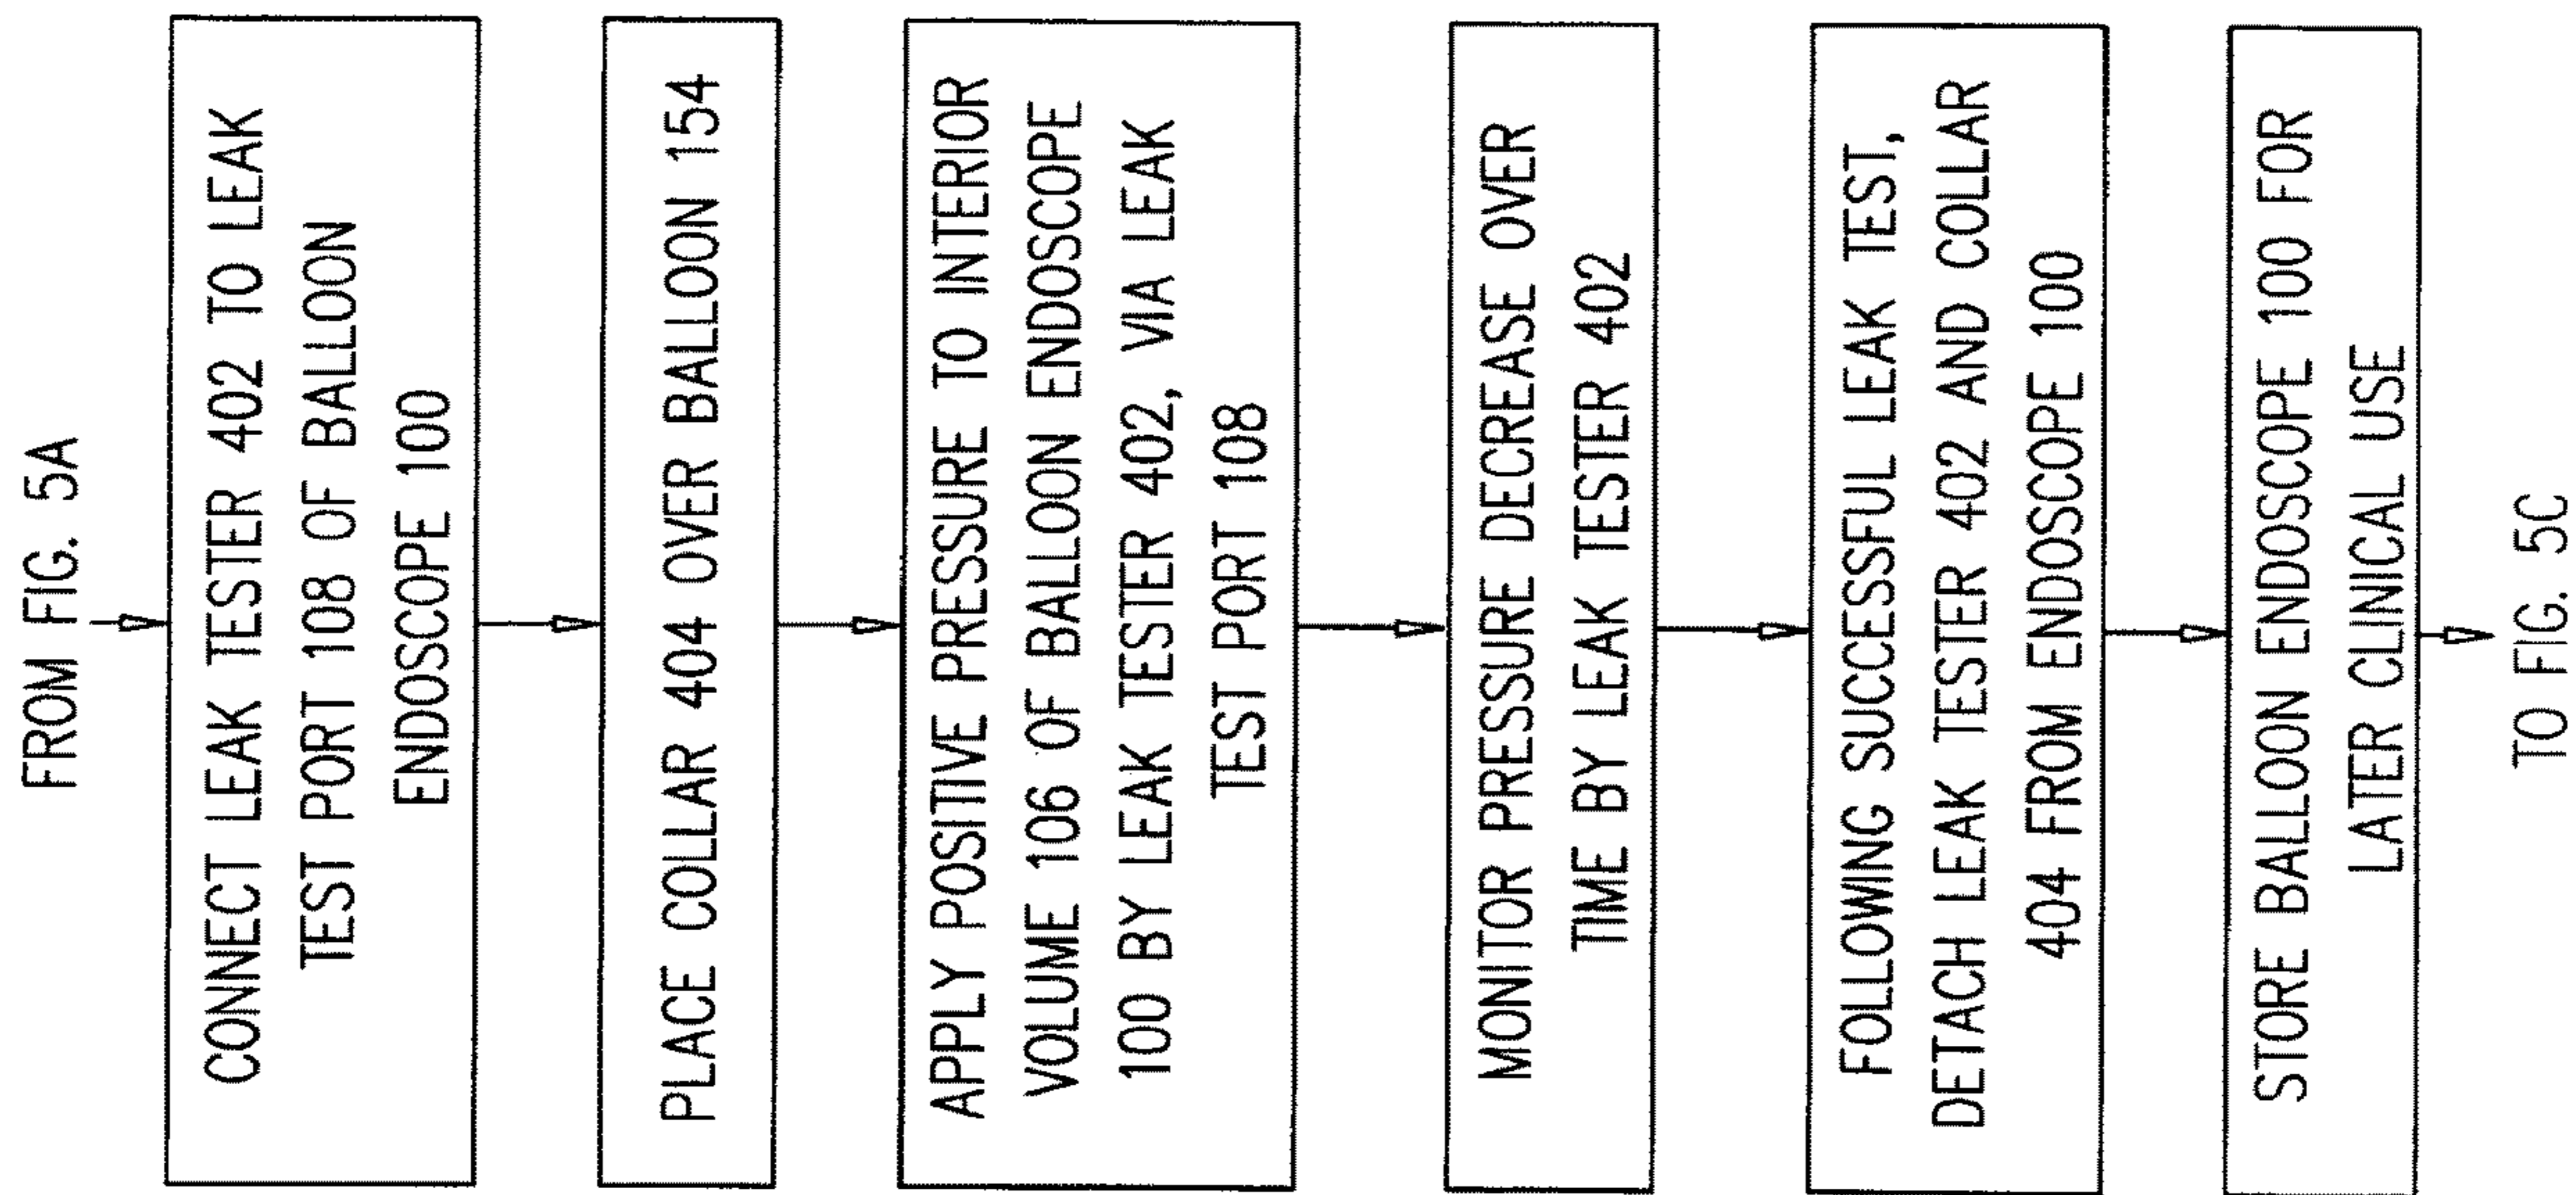 FROM FIG. 5A
CONNECT LEAK TESTER 402 TO LEAK
TEST PORT 108 OF BALLOON
ENDOSCOPE 100
PLACE COLLAR 404 OVER BALLOON 154
APPLY POSITIVE PRESSURE TO INTERIOR
VOLUME 106 OF BALLOON ENDOSCOPE
100 BY LEAK TESTER 402, VIA LEAK
TEST PORT 108
MONITOR PRESSURE DECREASE OVER
TIME BY LEAK TESTER 402
FOLLOWING SUCCESSFUL LEAK TEST,
DETACH LEAK TESTER 402 AND COLLAR
404 FROM ENDOSCOPE 100
STORE BALLOON ENDOSCOPE 100 FOR
LATER CLINICAL USE
TO FIG. 5C